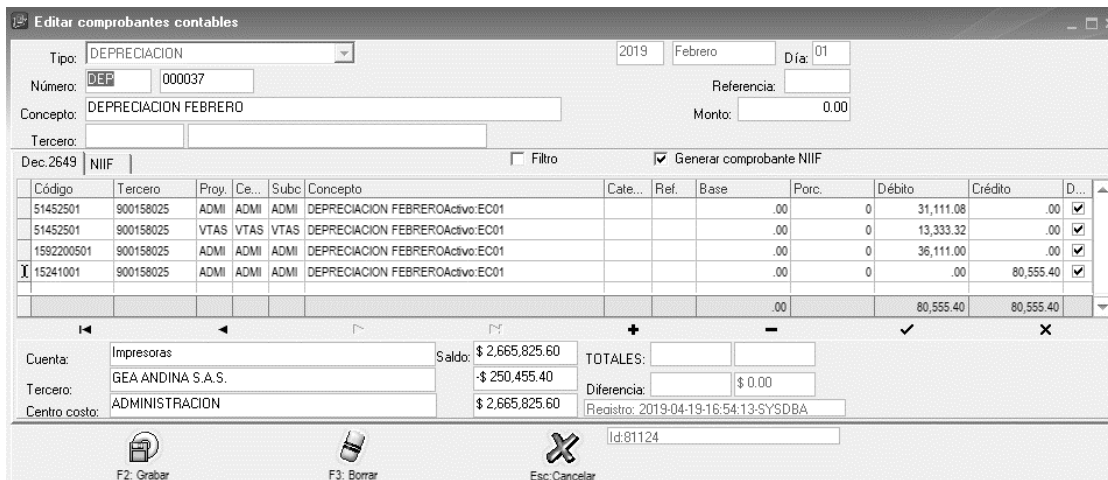 Editar comprobantes contables
Tipo: DEPRECIACION 2019 Febrero Día: 01
Número: DEP 000037 Referencia:
Concepto: DEPRECIACION FEBRERO Monto: 0.00
Tercero:
Dec.2649 NIIF Filtro Generar comprobante NIIF
Código Tercero Proy. Ce... Subc Concepto Cate... Ref. Base Porc. Débito Crédito D...
51452501 900158025 ADMI ADMI ADMI DEPRECIACION FEBREROActivo:EC01 .00 0 31,111.08 .00
51452501 900158025 VTAS VTAS VTAS DEPRECIACION FEBREROActivo:EC01 .00 0 13,333.32 .00
1592200501 900158025 ADMI ADMI ADMI DEPRECIACION FEBREROActivo:EC01 .00 0 36,111.00 .00
15241001 900158025 ADMI ADMI ADMI DEPRECIACION FEBREROActivo:EC01 .00 0 .00 80,555.40
.00 80,555.40 80,555.40
Cuenta: Impresoras Saldo: $ 2,665,825.60 TOTALES:
Tercero: GEA ANDINA S.A.S. -$ 250,455.40 Diferencia: $ 0.00
Centro costo: ADMINISTRACION $ 2,665,825.60 Registro: 2019-04-19-16:54:13-SYSDBA
Id:81124
F2: Grabar F3: Borrar Esc:Cancelar